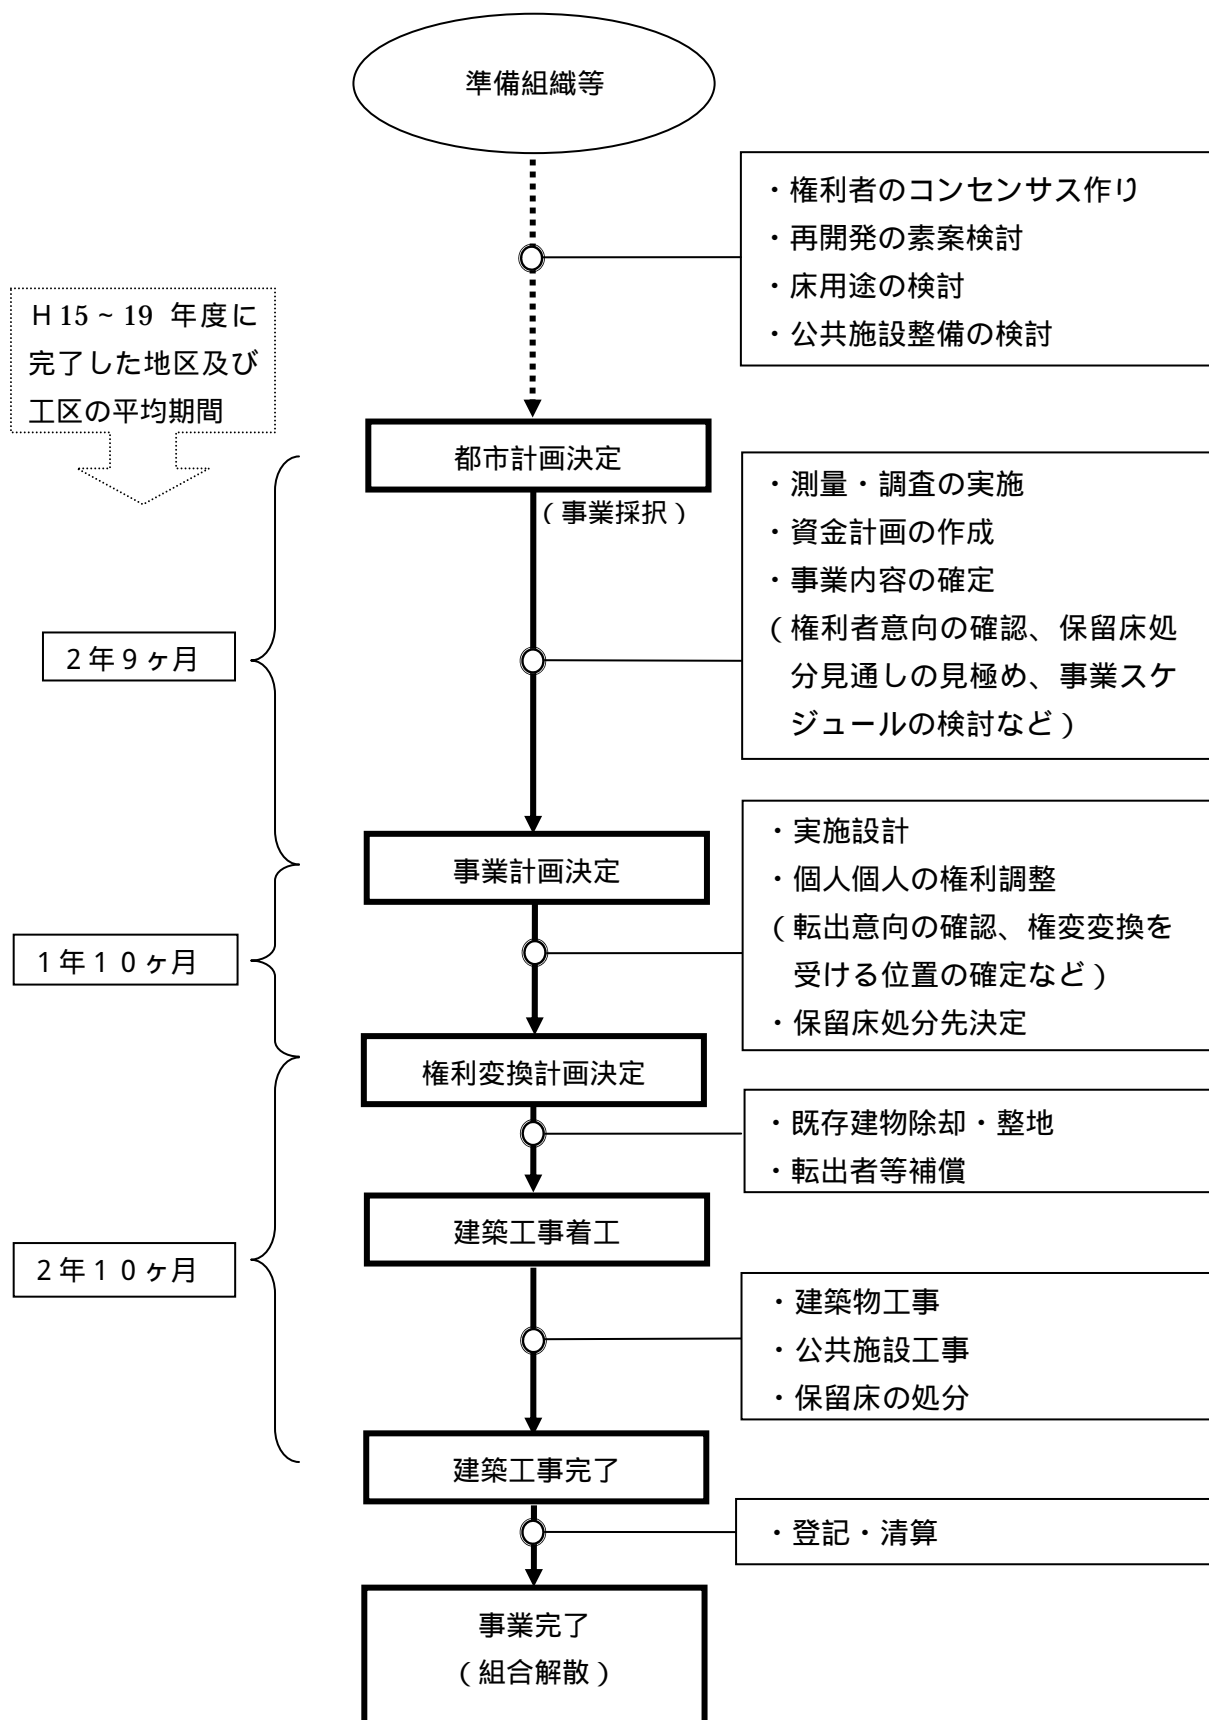 準備組織等
・権利者のコンセンサス作り
・再開発の素案検討
・床用途の検討
・公共施設整備の検討
H15~19 年度に
完了した地区及び
工区の平均期間
都市計画決定
(事業採択)
・測量・調査の実施
・資金計画の作成
・事業内容の確定
(権利者意向の確認、保留床処
分見通しの見極め、事業スケ
ジュールの検討など)
2年9ヶ月
事業計画決定
・実施設計
・個人個人の権利調整
(転出意向の確認、権変変換を
受ける位置の確定など)
・保留床処分先決定
1年10ヶ月
権利変換計画決定
・既存建物除却・整地
・転出者等補償
建築工事着工
2年10ヶ月
・建築物工事
・公共施設工事
・保留床の処分
建築工事完了
・登記・清算
事業完了
(組合解散)